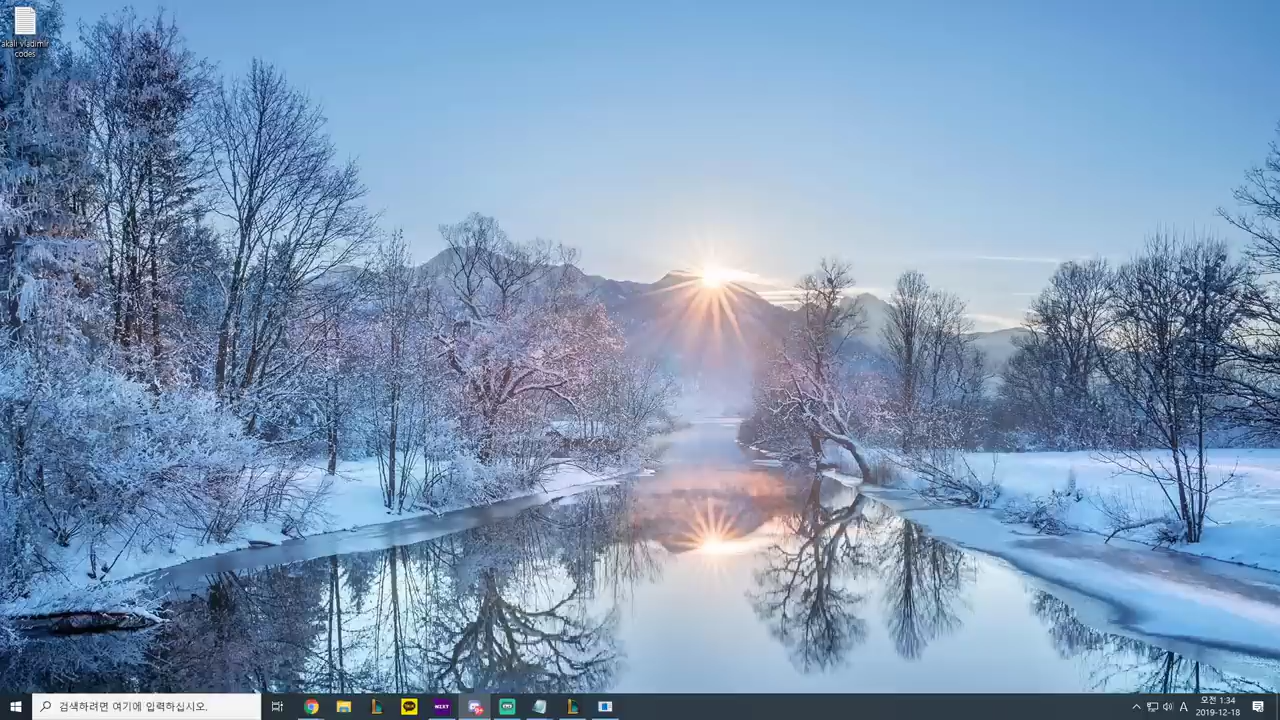 akali vladimir
codes
검색하려면 여기에 입력하십시오.
NEXT
A
오전 1:34
2019-12-18